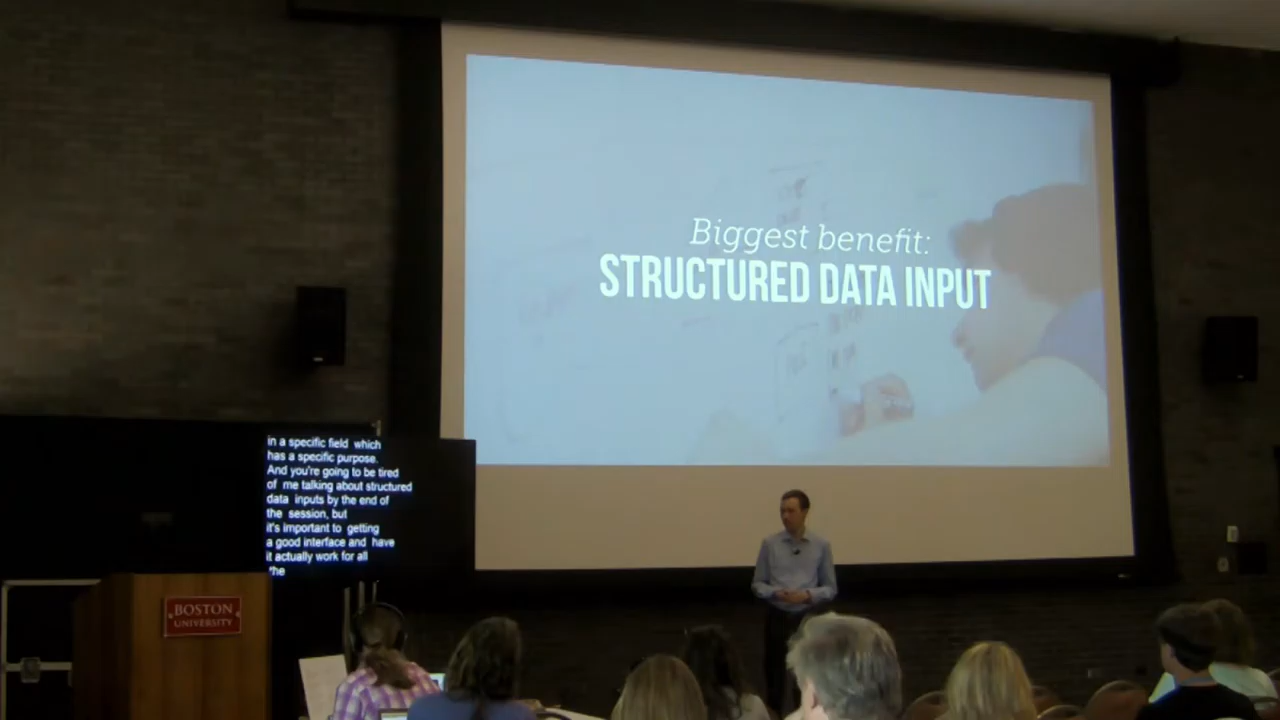 Biggest benefit:
STRUCTURED DATA INPUT
in a specific field which
has a specific purpose.
And you're going to be tired
of me talking about structured
data inputs by the end of
the session, but
it's important to getting
a good interface and have
it actually work for all
the
BOSTON
UNIVERSITY